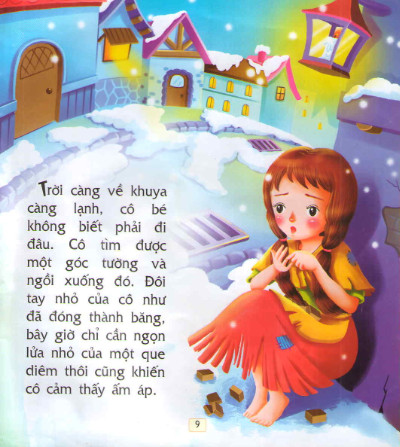 Trời càng về khuya
càng lạnh, cô bé
không biết phải đi
đâu. Cô tìm được
một góc tường và
ngồi xuống đó. Đôi
tay nhỏ của cô như
đã đóng thành băng,
bây giờ chỉ cần ngọn
lửa nhỏ của một que
diêm thôi cũng khiến
cô cảm thấy ấm áp.
9